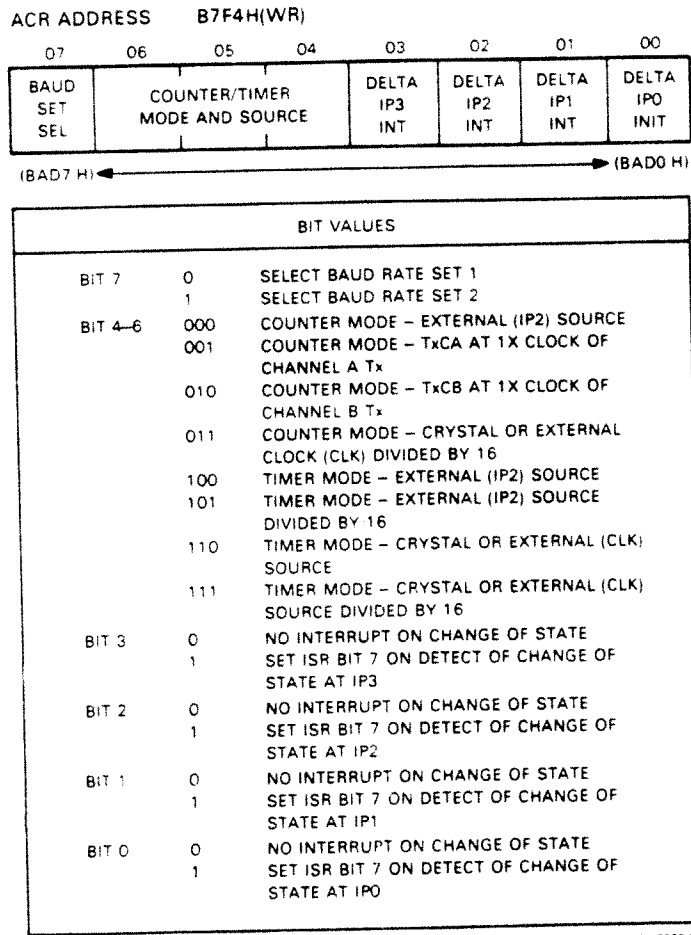 ACR ADDRESS B7F4H(WR)
07 06 05 04 03 02 01 00
BAUD SET SEL
COUNTER/TIMER MODE AND SOURCE
DELTA IP3 INT
DELTA IP2 INT
DELTA IP1 INT
DELTA IP0 INIT
(BAD7 H) (BAD0 H)
BIT VALUES
BIT 7 0 SELECT BAUD RATE SET 1
1 SELECT BAUD RATE SET 2
BIT 4–6 000 COUNTER MODE – EXTERNAL (IP2) SOURCE
001 COUNTER MODE – TxCA AT 1X CLOCK OF
CHANNEL A Tx
010 COUNTER MODE – TxCB AT 1X CLOCK OF
CHANNEL B Tx
011 COUNTER MODE – CRYSTAL OR EXTERNAL
CLOCK (CLK) DIVIDED BY 16
100 TIMER MODE – EXTERNAL (IP2) SOURCE
101 TIMER MODE – EXTERNAL (IP2) SOURCE
DIVIDED BY 16
110 TIMER MODE – CRYSTAL OR EXTERNAL (CLK)
SOURCE
111 TIMER MODE – CRYSTAL OR EXTERNAL (CLK)
SOURCE DIVIDED BY 16
BIT 3 0 NO INTERRUPT ON CHANGE OF STATE
1 SET ISR BIT 7 ON DETECT OF CHANGE OF
STATE AT IP3
BIT 2 0 NO INTERRUPT ON CHANGE OF STATE
1 SET ISR BIT 7 ON DETECT OF CHANGE OF
STATE AT IP2
BIT 1 0 NO INTERRUPT ON CHANGE OF STATE
1 SET ISR BIT 7 ON DETECT OF CHANGE OF
STATE AT IP1
BIT 0 0 NO INTERRUPT ON CHANGE OF STATE
1 SET ISR BIT 7 ON DETECT OF CHANGE OF
STATE AT IP0